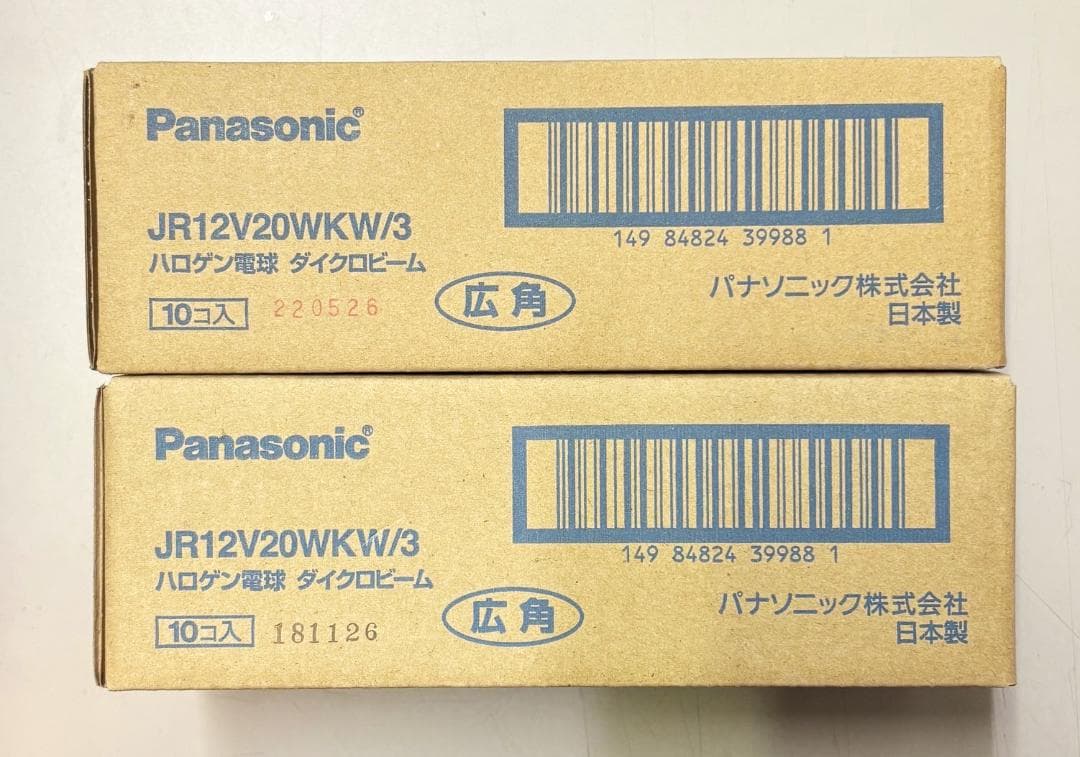 Panasonic®
JR12V20WKW/3
ハロゲン電球 ダイクロビーム
10コ入 220526
広角
149 84824 39988 1
パナソニック株式会社
日本製
Panasonic®
JR12V20WKW/3
ハロゲン電球 ダイクロビーム
10コ入 181126
広角
149 84824 39988 1
パナソニック株式会社
日本製